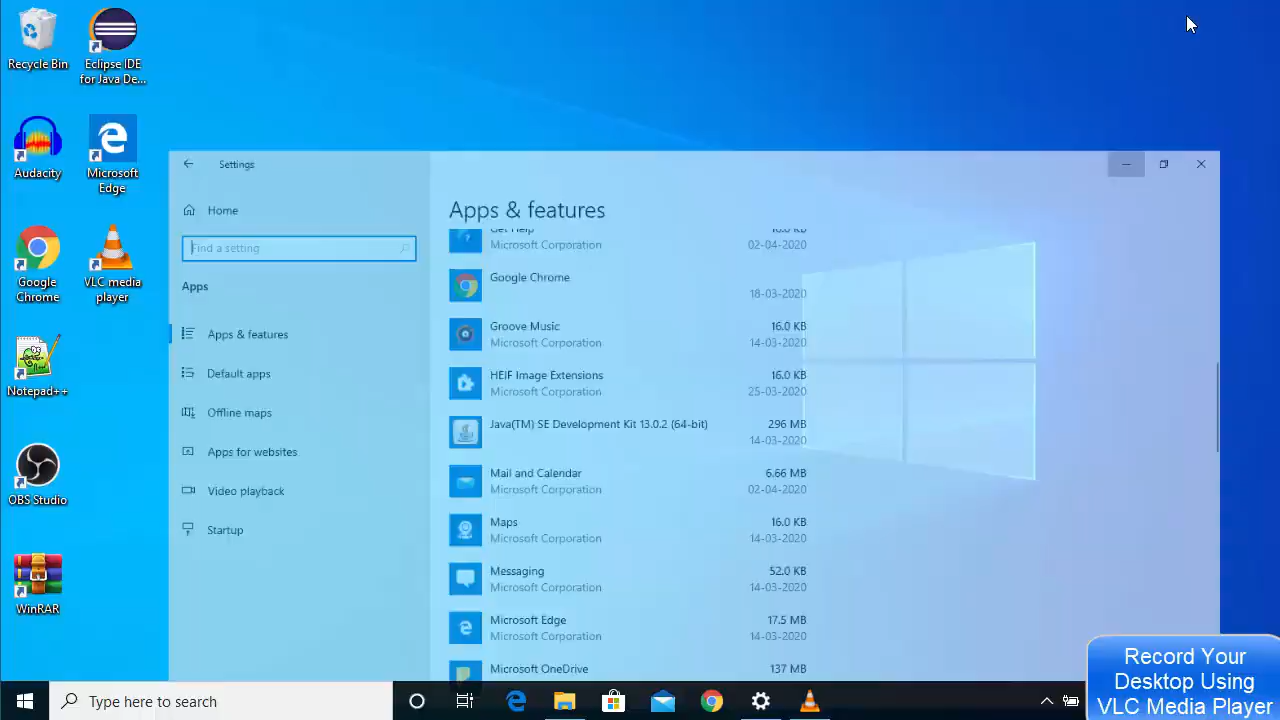 Recycle Bin
Eclipse IDE
for Java De...
Audacity
Microsoft
Edge
Google
Chrome
VLC media
player
Notepad++
OBS Studio
WinRAR
Settings
Home
Find a setting
Apps
Apps & features
Default apps
Offline maps
Apps for websites
Video playback
Startup
Apps & features
Get Help 16.0 KB
Microsoft Corporation 02-04-2020
Google Chrome
18-03-2020
Groove Music 16.0 KB
Microsoft Corporation 14-03-2020
HEIF Image Extensions 16.0 KB
Microsoft Corporation 25-03-2020
Java(TM) SE Development Kit 13.0.2 (64-bit) 296 MB
14-03-2020
Mail and Calendar 6.66 MB
Microsoft Corporation 02-04-2020
Maps 16.0 KB
Microsoft Corporation 14-03-2020
Messaging 52.0 KB
Microsoft Corporation 14-03-2020
Microsoft Edge 17.5 MB
Microsoft Corporation 14-03-2020
Microsoft OneDrive 137 MB
Type here to search
Record Your
Desktop Using
VLC Media Player